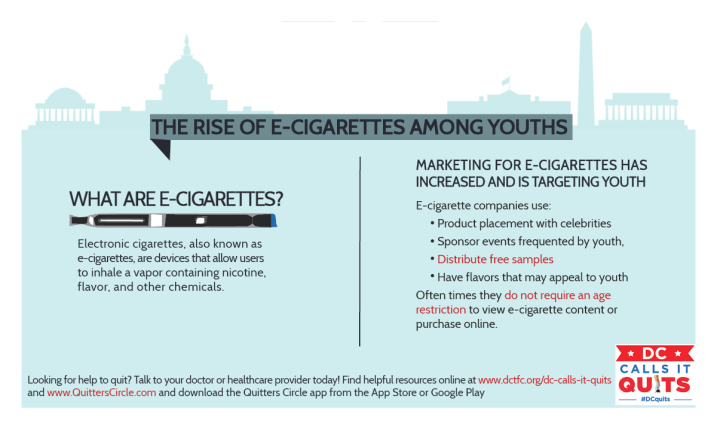 THE RISE OF E-CIGARETTES AMONG YOUTHS
WHAT ARE E-CIGARETTES?
Electronic cigarettes, also known as
e-cigarettes, are devices that allow users
to inhale a vapor containing nicotine,
flavor, and other chemicals.
MARKETING FOR E-CIGARETTES HAS
INCREASED AND IS TARGETING YOUTH
E-cigarette companies use:
• Product placement with celebrities
• Sponsor events frequented by youth,
• Distribute free samples
• Have flavors that may appeal to youth
Often times they do not require an age
restriction to view e-cigarette content or
purchase online.
Looking for help to quit? Talk to your doctor or healthcare provider today! Find helpful resources online at www.dctfc.org/dc-calls-it-quits
and www.QuittersCircle.com and download the Quitters Circle app from the App Store or Google Play
DC
CALLS IT
QUITS
#DCquits